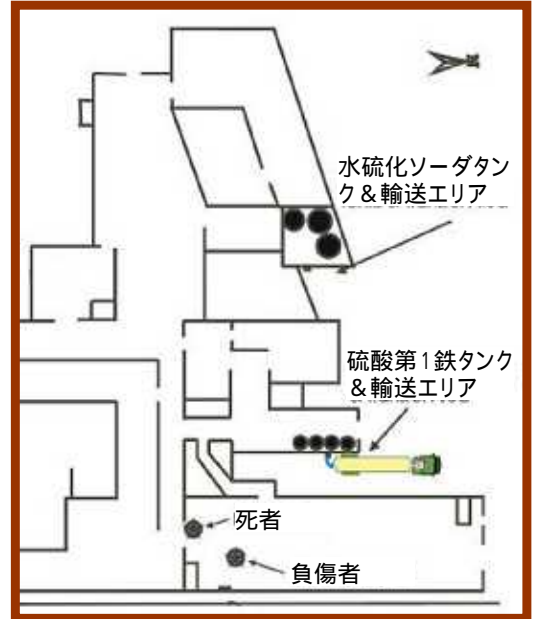 水硫化ソーダタン
ク＆輸送エリア
硫酸第1鉄タンク
＆輸送エリア
死者
負傷者